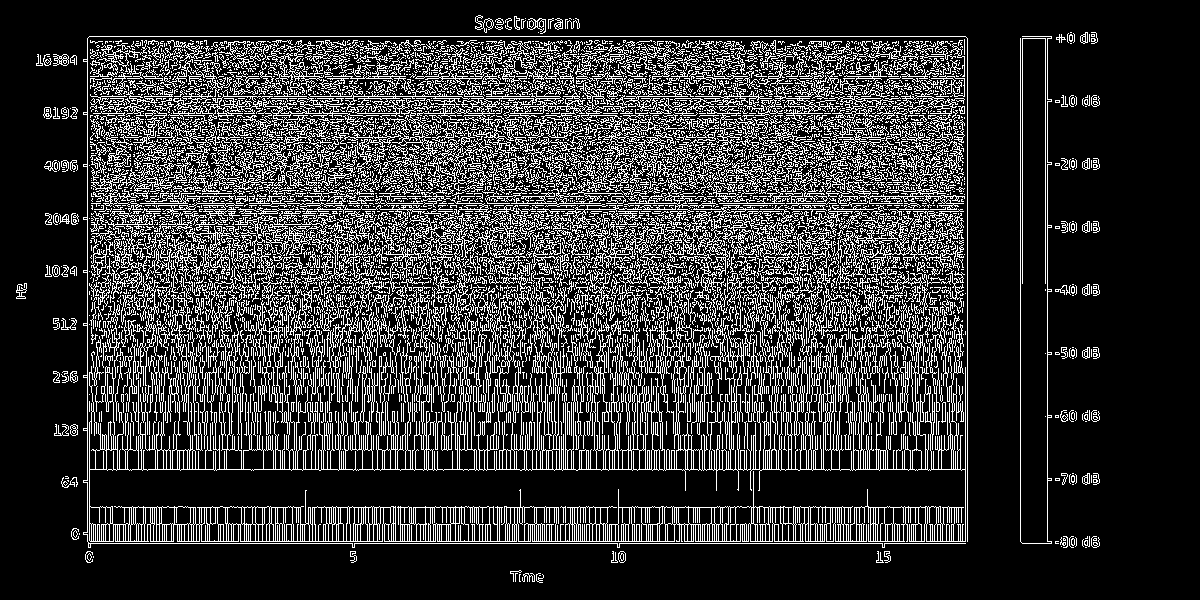 Spectrogram
+0 dB
16384
-10 dB
8192
-20 dB
4096
2048
-30 dB
1024
Hz
-40 dB
512
-50 dB
256
-60 dB
128
-70 dB
64
0
-80 dB
0 5 10 15
Time